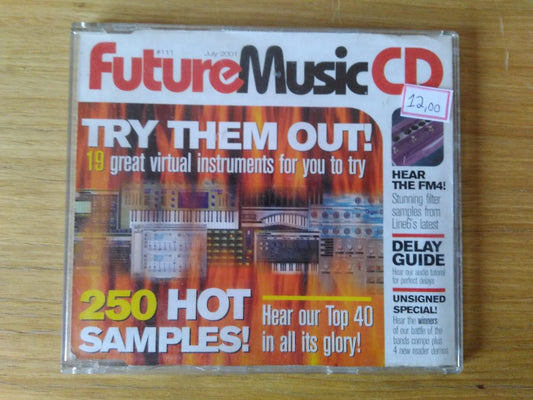 #111 July 2001
FutureMusicCD
12,00
TRY THEM OUT!
19 great virtual instruments for you to try
HEAR
THE FM4!
Stunning filter
samples from
Line6's latest
DELAY
GUIDE
Hear our audio tutorial
for perfect delays
UNSIGNED
SPECIAL!
Hear the winners
of our battle of the
bands compo plus
4 new reader demos
250 HOT
SAMPLES!
Hear our Top 40
in all its glory!